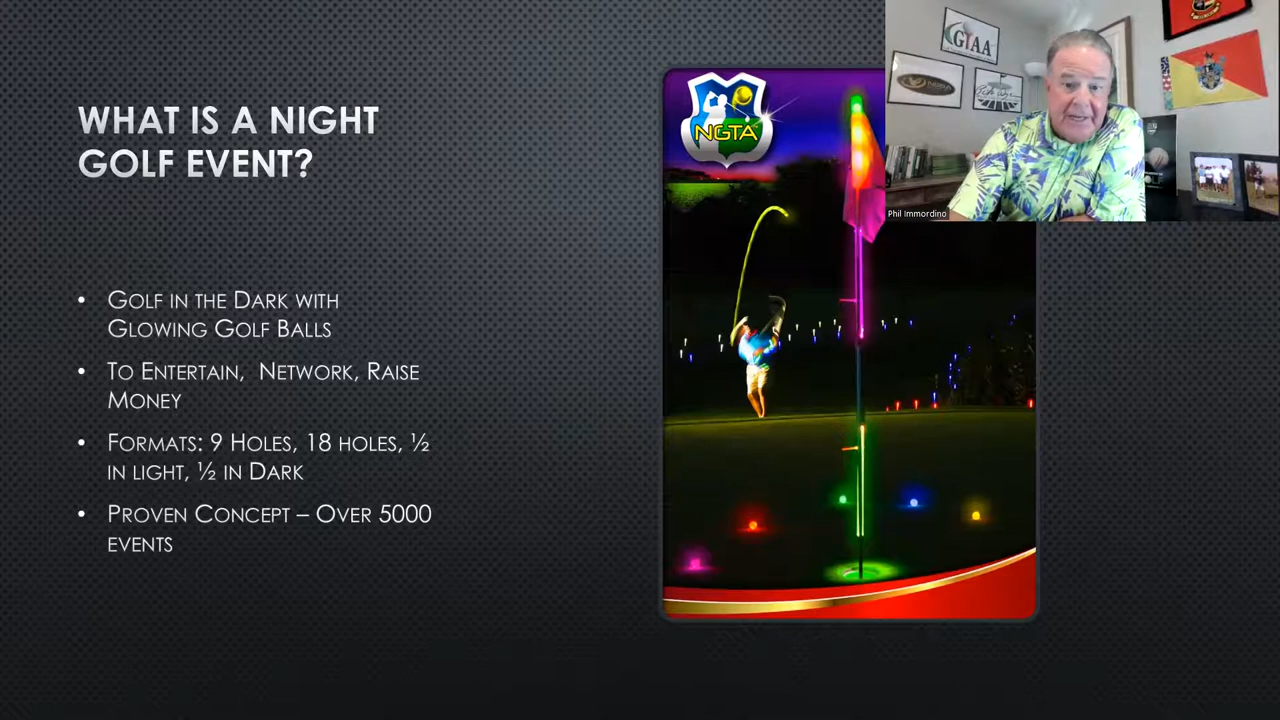 WHAT IS A NIGHT
GOLF EVENT?
• GOLF IN THE DARK WITH
GLOWING GOLF BALLS
• TO ENTERTAIN,  NETWORK, RAISE
MONEY
• FORMATS: 9 HOLES, 18 HOLES, ½
IN LIGHT, ½ IN DARK
• PROVEN CONCEPT – OVER 5000
EVENTS
NGTA
GTAA
Phil Immordino